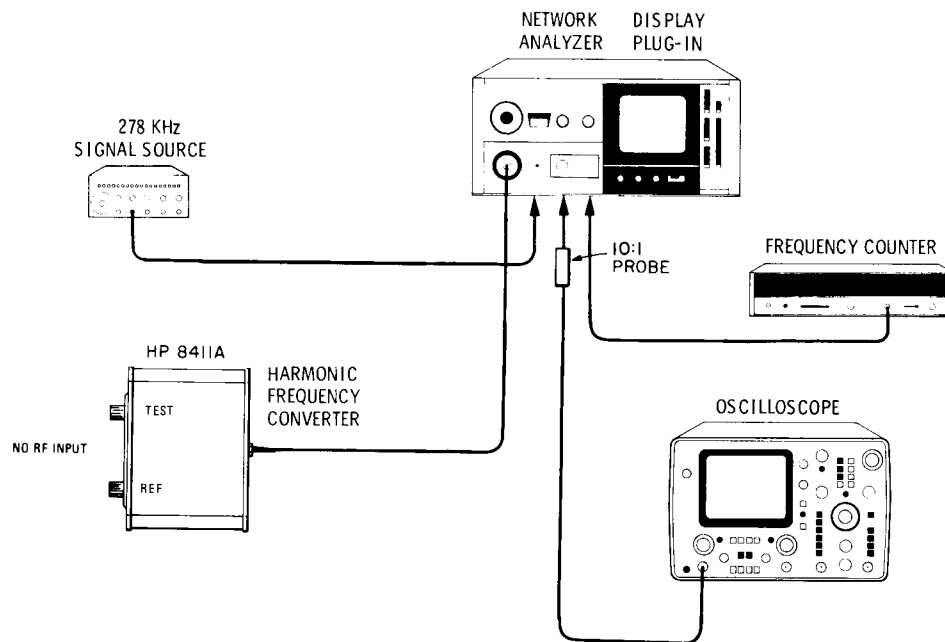 NETWORK
ANALYZER
DISPLAY
PLUG-IN
278 KHz
SIGNAL SOURCE
10:1
PROBE
FREQUENCY COUNTER
HP 8411A
HARMONIC
FREQUENCY
CONVERTER
TEST
NO RF INPUT
REF
OSCILLOSCOPE